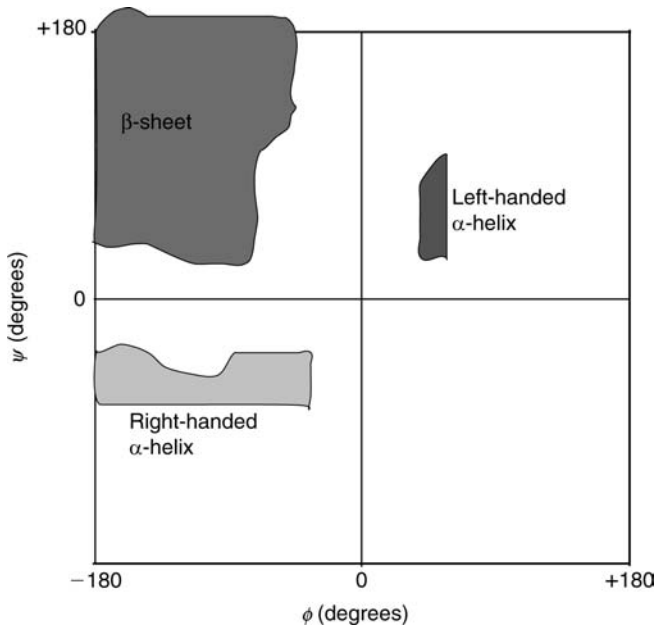 +180
β-sheet
Left-handed
α-helix
0
ψ (degrees)
Right-handed
α-helix
−180
0
+180
ϕ (degrees)